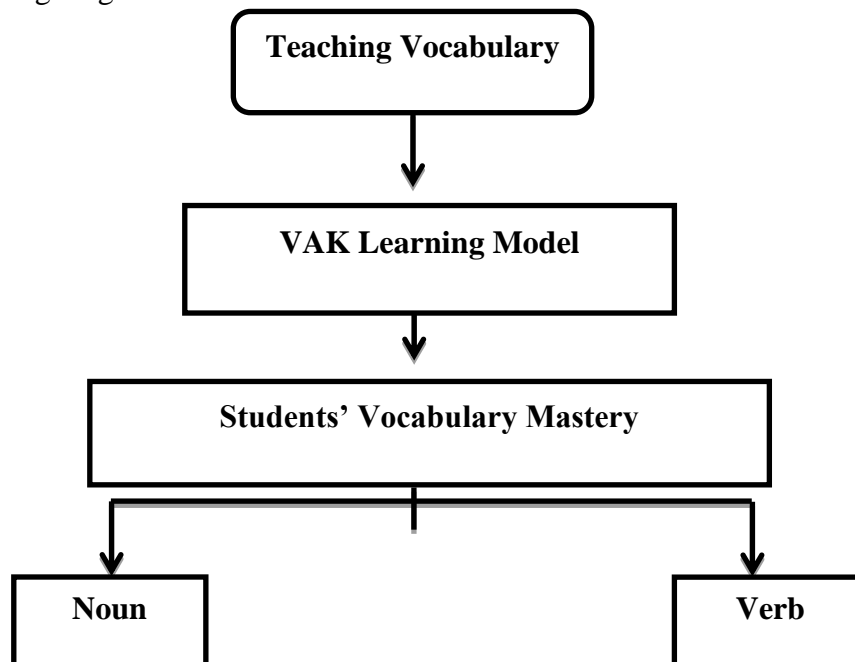 Teaching Vocabulary
VAK Learning Model
Students’ Vocabulary Mastery
Noun
Verb